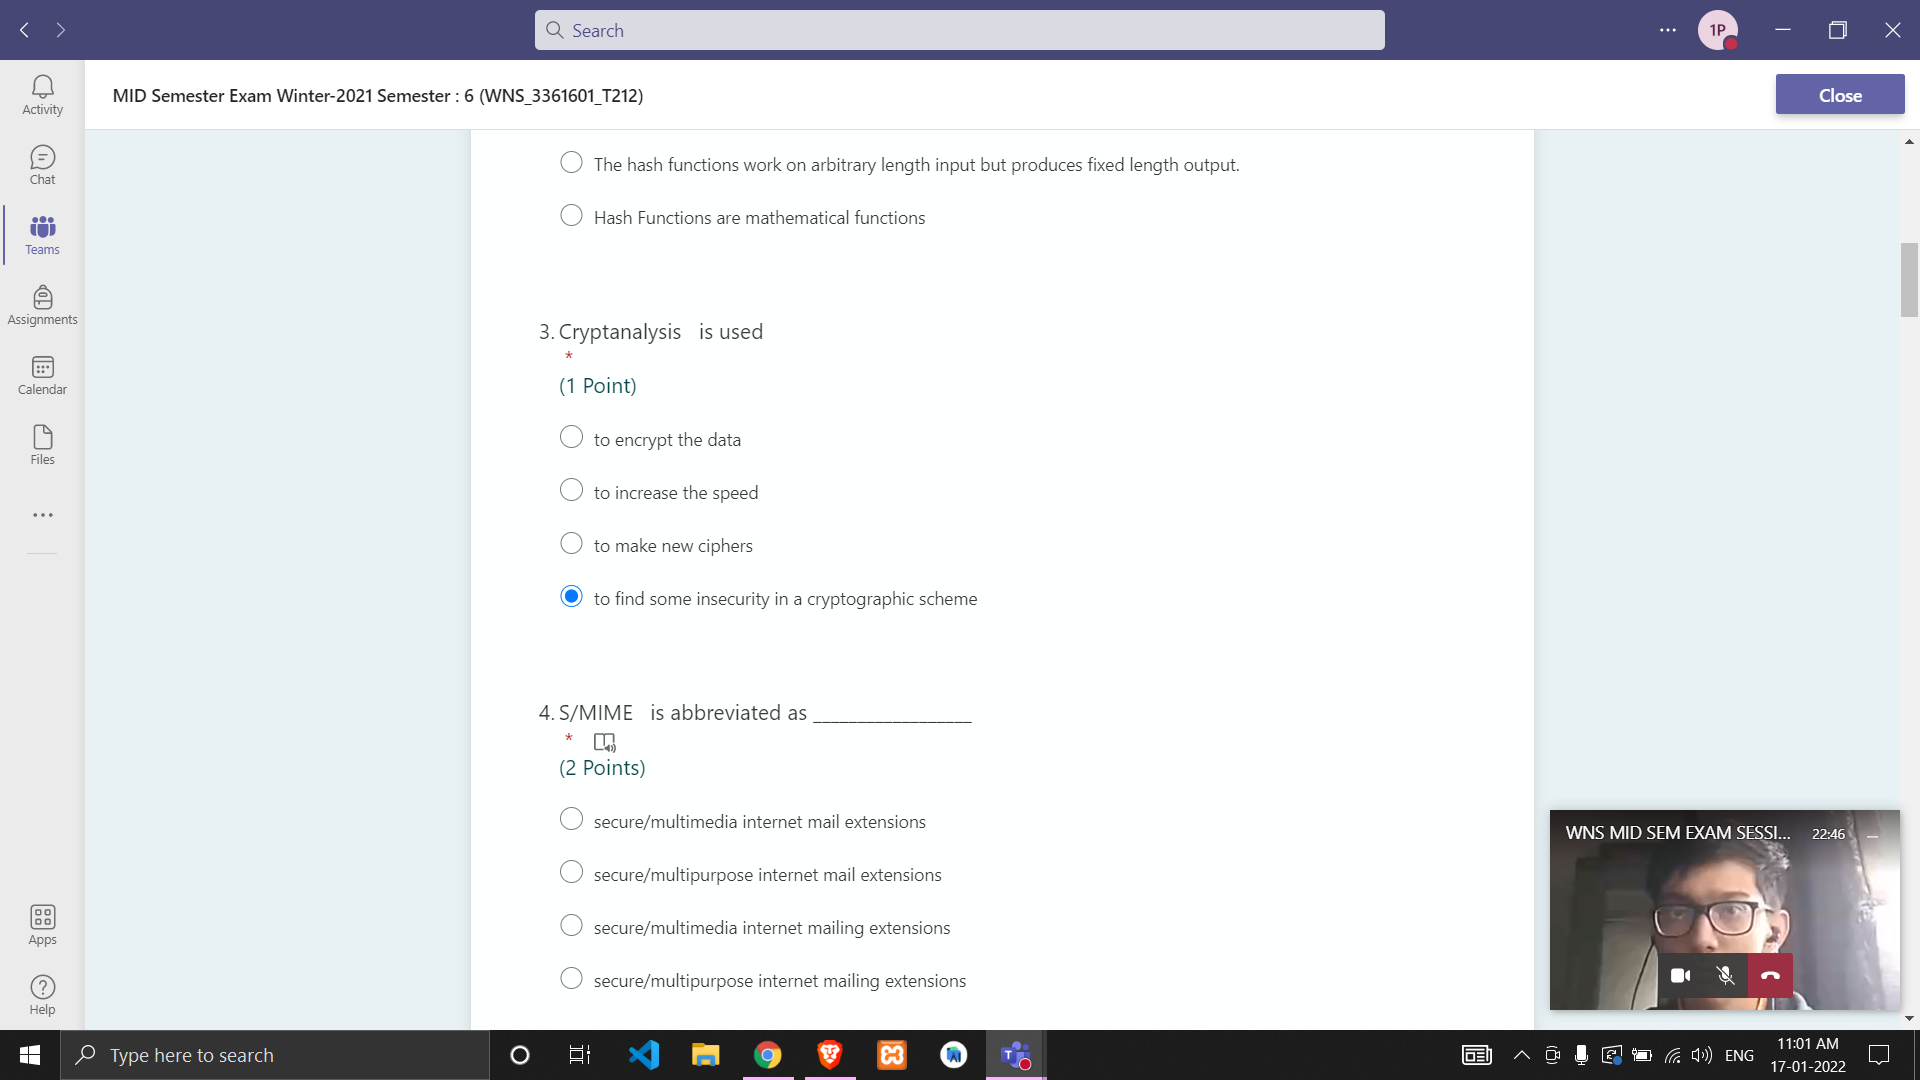 Search
1P
Activity
Chat
Teams
Assignments
Calendar
Files
Apps
Help
MID Semester Exam Winter-2021 Semester : 6 (WNS_3361601_T212)
Close
The hash functions work on arbitrary length input but produces fixed length output.
Hash Functions are mathematical functions
3. Cryptanalysis is used
*
(1 Point)
to encrypt the data
to increase the speed
to make new ciphers
to find some insecurity in a cryptographic scheme
4. S/MIME is abbreviated as __________________
*
(2 Points)
secure/multimedia internet mail extensions
secure/multipurpose internet mail extensions
secure/multimedia internet mailing extensions
secure/multipurpose internet mailing extensions
WNS MID SEM EXAM SESSI... 22:46
Type here to search
ENG
11:01 AM
17-01-2022